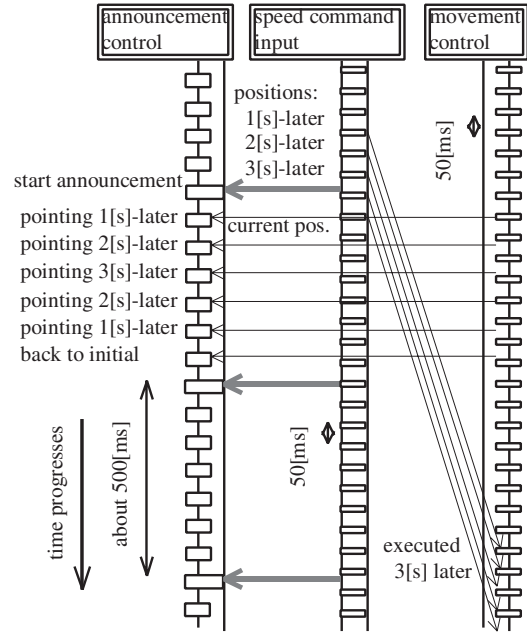 announcement
control
speed command
input
movement
control
positions:
1[s]-later
2[s]-later
3[s]-later
50[ms]
start announcement
pointing 1[s]-later
current pos.
pointing 2[s]-later
pointing 3[s]-later
pointing 2[s]-later
pointing 1[s]-later
back to initial
time progresses
about 500[ms]
50[ms]
executed
3[s] later